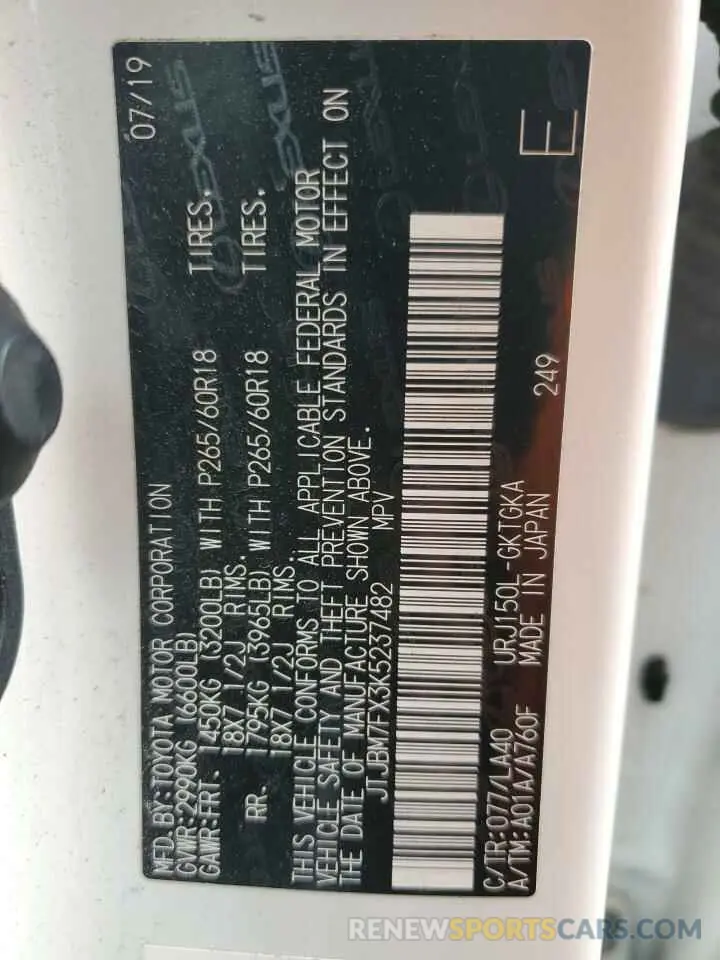 MFD.BY:TOYOTA MOTOR CORPORATION 07/19
GVWR:2990KG (6600LB)
GAWR:FRT. 1450KG (3200LB) WITH P265/60R18 TIRES,
18X7 1/2J RIMS.
RR. 1795KG (3965LB) WITH P265/60R18 TIRES,
18X7 1/2J RIMS.
THIS VEHICLE CONFORMS TO ALL APPLICABLE FEDERAL MOTOR
VEHICLE SAFETY AND THEFT PREVENTION STANDARDS IN EFFECT ON
THE DATE OF MANUFACTURE SHOWN ABOVE.
JTJBM7FX3K5237482 MPV
C/TR:077/LA40 URJ150L-GKTGKA 249
A/TM:A01A/A760F MADE IN JAPAN E
RENEWSPORTSCARS.COM